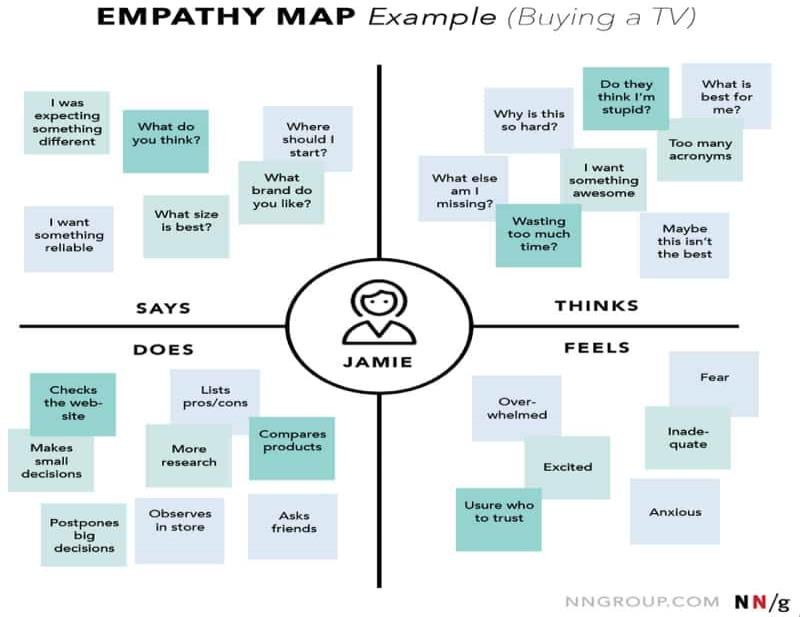 EMPATHY MAP Example (Buying a TV)
I was
expecting
something
different
What do
you think?
Where
should I
start?
What
brand do
you like?
What size
is best?
I want
something
reliable
SAYS
Do they
think I'm
stupid?
What is
best for
me?
Why is this
so hard?
Too many
acronyms
I want
something
awesome
What else
am I
missing?
Wasting
too much
time?
Maybe
this isn't
the best
THINKS
JAMIE
DOES
Checks
the web-
site
Lists
pros/cons
Makes
small
decisions
More
research
Compares
products
Postpones
big
decisions
Observes
in store
Asks
friends
FEELS
Fear
Over-
whelmed
Inade-
quate
Excited
Usure who
to trust
Anxious
NNGROUP.COM NN/g